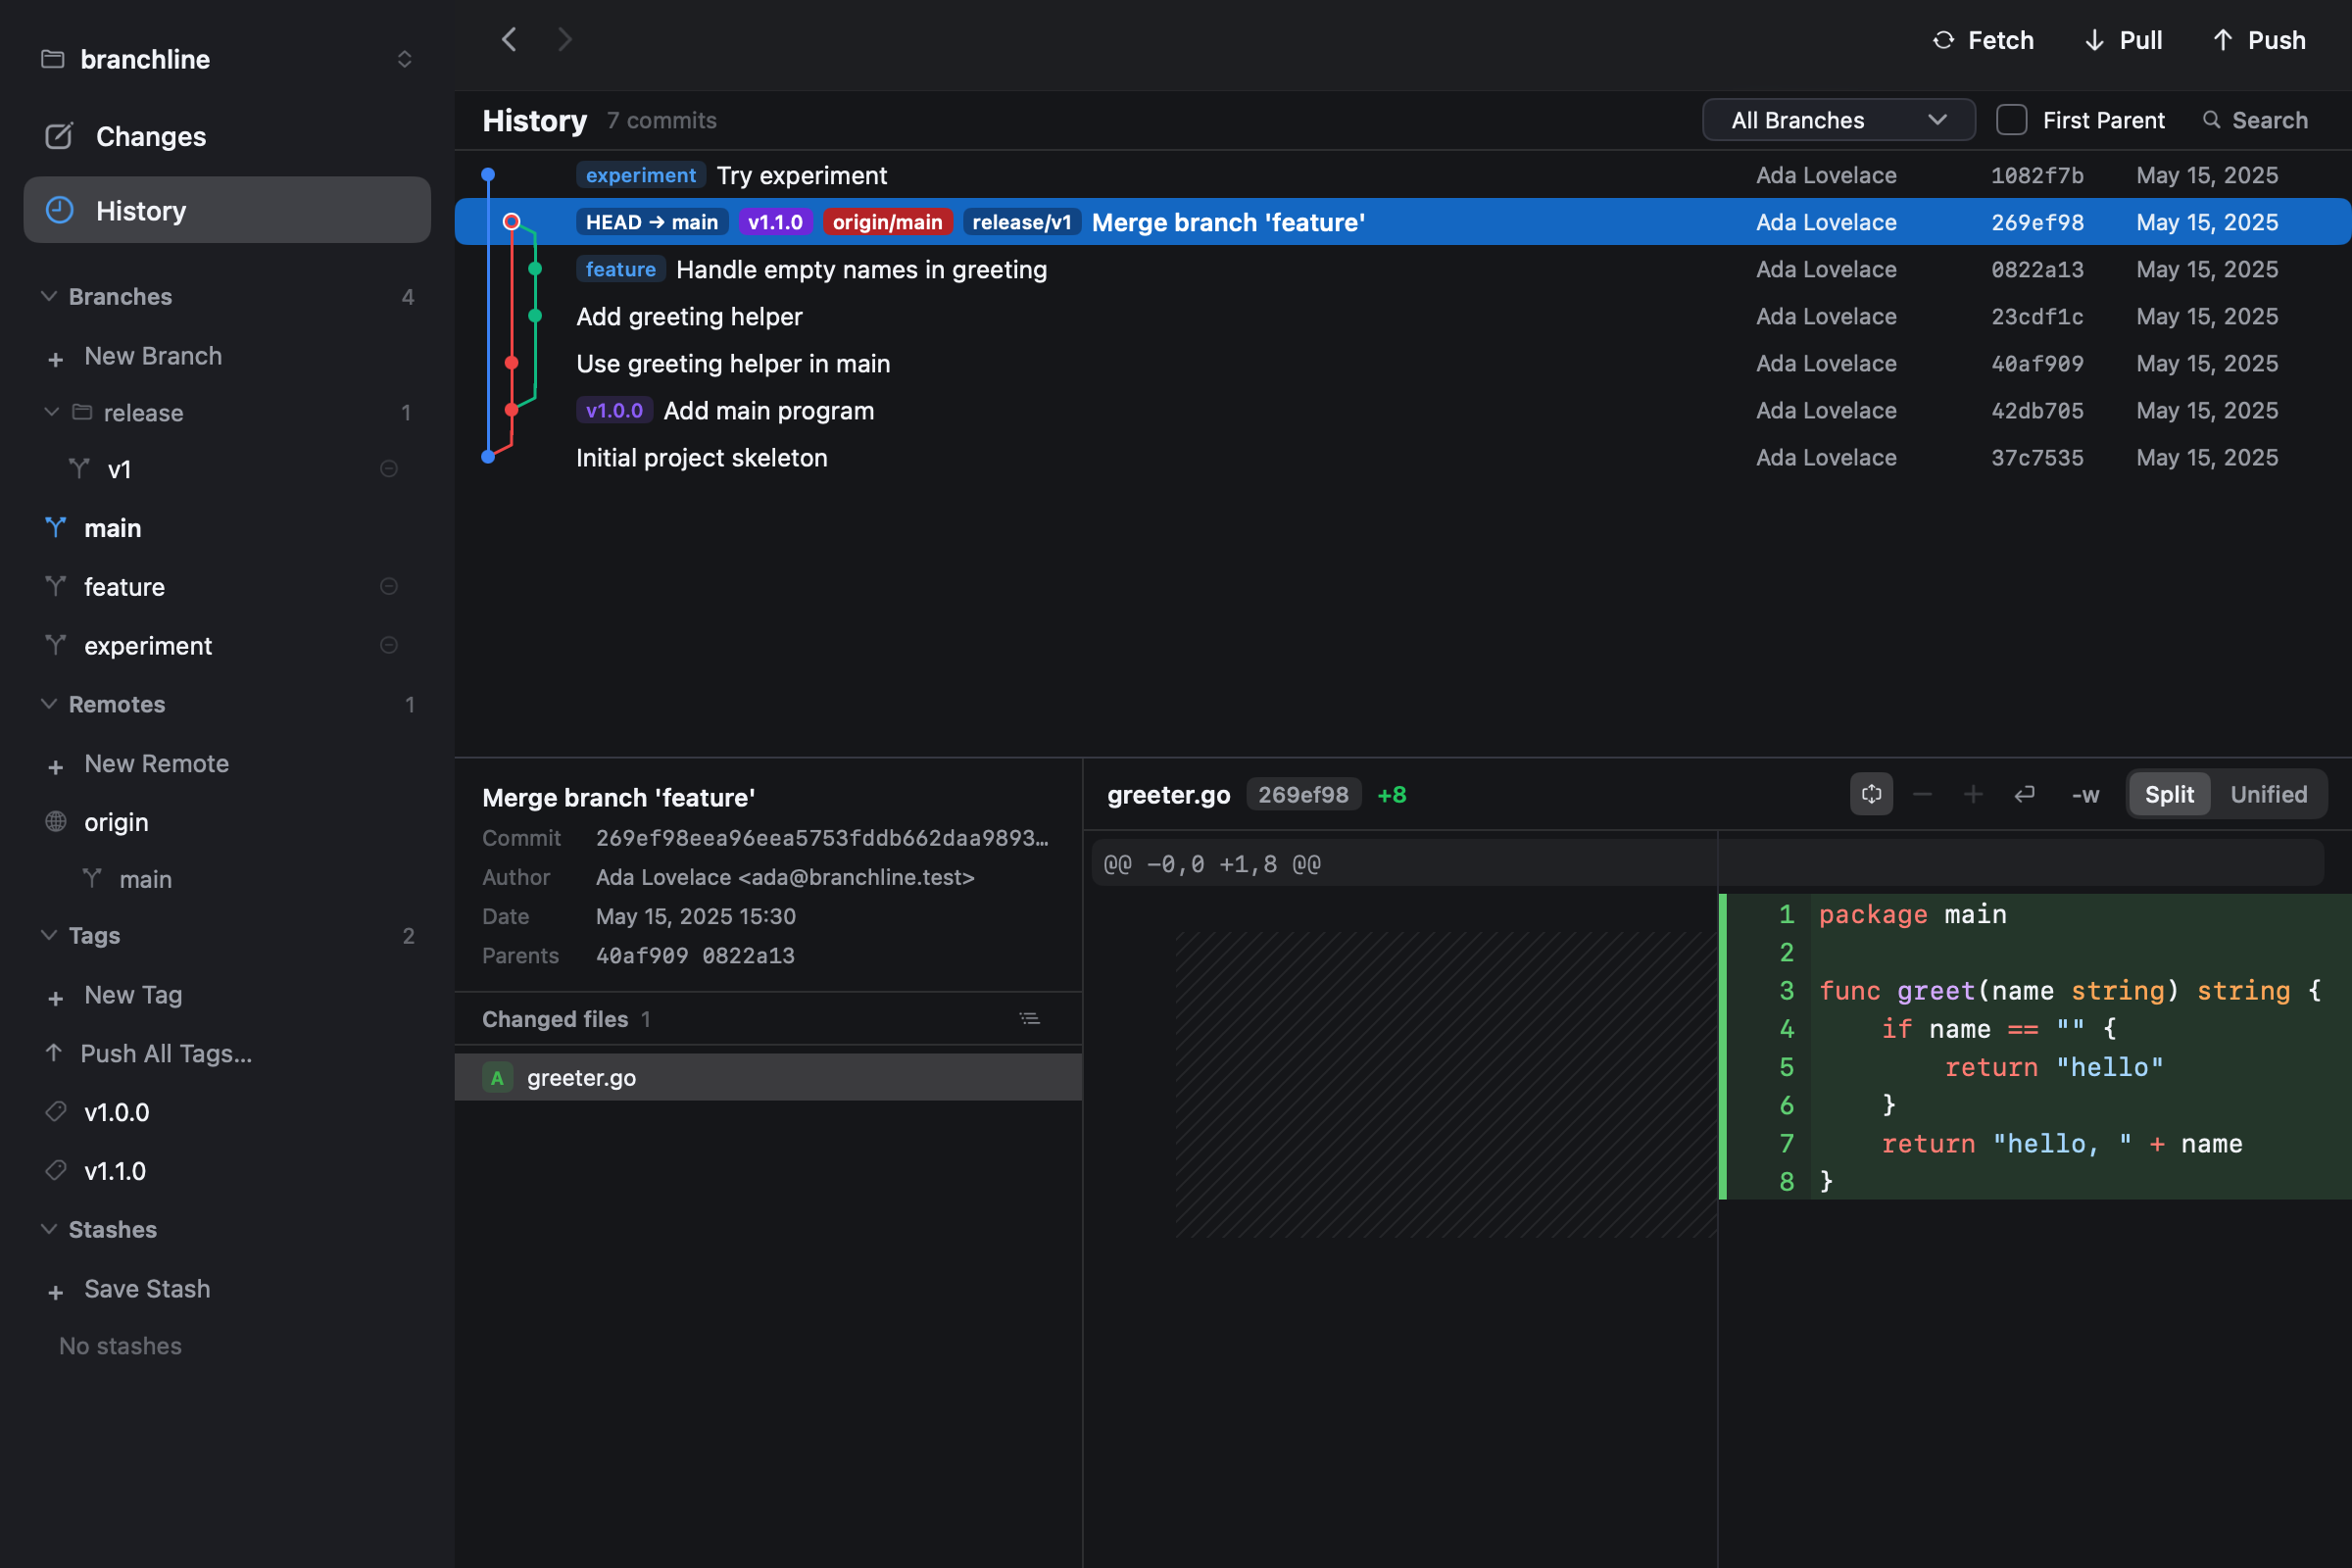 branchline
Changes
History
Branches 4
+ New Branch
release 1
v1
main
feature
experiment
Remotes 1
+ New Remote
origin
main
Tags 2
+ New Tag
Push All Tags...
v1.0.0
v1.1.0
Stashes
+ Save Stash
No stashes
Fetch Pull Push
History 7 commits All Branches First Parent Search
experiment Try experiment Ada Lovelace 1082f7b May 15, 2025
HEAD → main v1.1.0 origin/main release/v1 Merge branch 'feature' Ada Lovelace 269ef98 May 15, 2025
feature Handle empty names in greeting Ada Lovelace 0822a13 May 15, 2025
Add greeting helper Ada Lovelace 23cdf1c May 15, 2025
Use greeting helper in main Ada Lovelace 40af909 May 15, 2025
v1.0.0 Add main program Ada Lovelace 42db705 May 15, 2025
Initial project skeleton Ada Lovelace 37c7535 May 15, 2025
Merge branch 'feature'
Commit 269ef98eea96eea5753fddb662daa9893…
Author Ada Lovelace <ada@branchline.test>
Date May 15, 2025 15:30
Parents 40af909 0822a13
Changed files 1
A greeter.go
greeter.go 269ef98 +8 -w Split Unified
@@ -0,0 +1,8 @@
1 package main
2
3 func greet(name string) string {
4     if name == "" {
5         return "hello"
6     }
7     return "hello, " + name
8 }